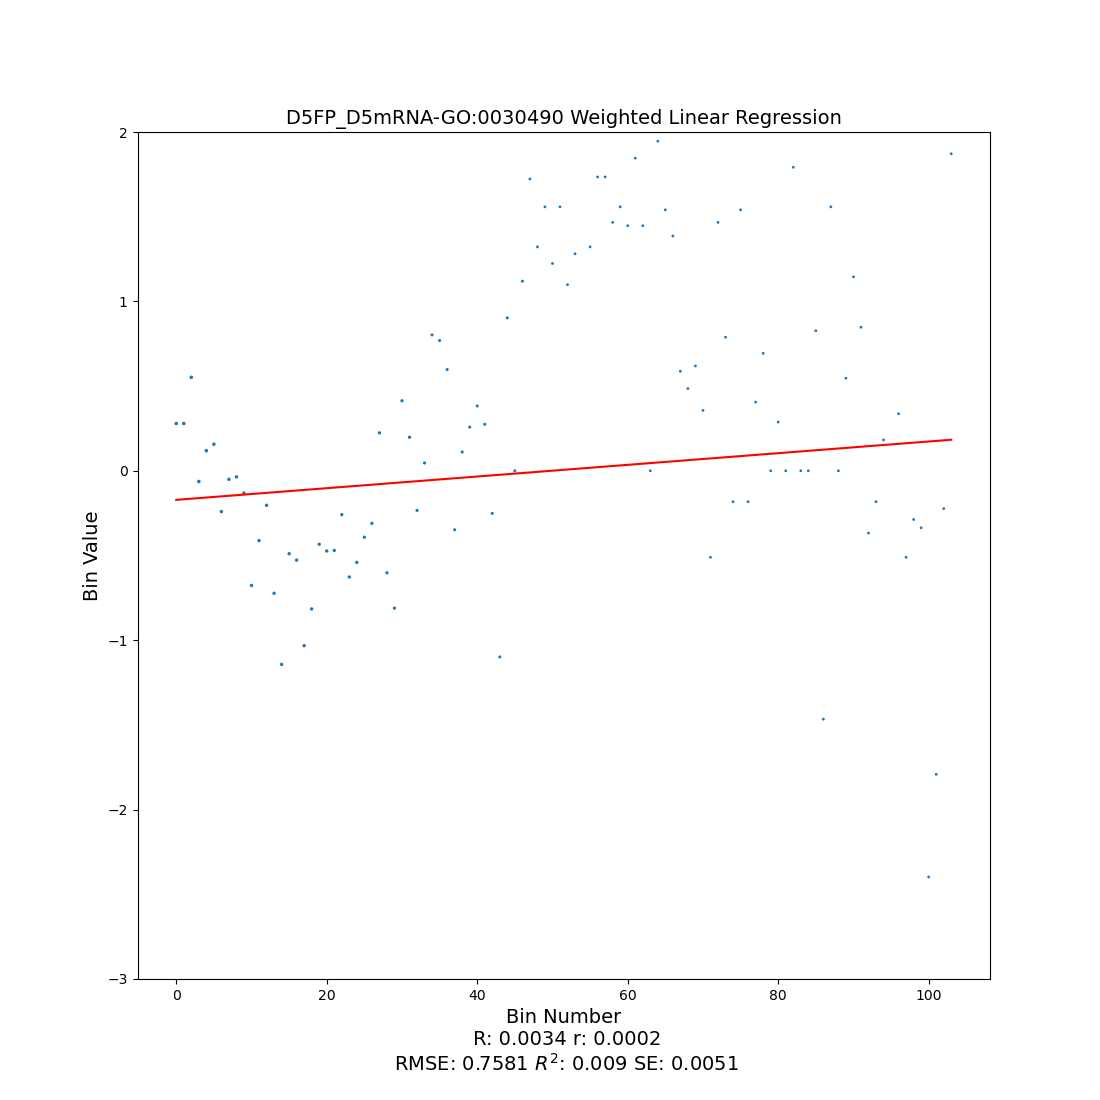 D5FP_D5mRNA-GO:0030490 Weighted Linear Regression
2
1
0
−1
−2
−3
Bin Value
0 20 40 60 80 100
Bin Number
R: 0.0034 r: 0.0002
RMSE: 0.7581 R²: 0.009 SE: 0.0051